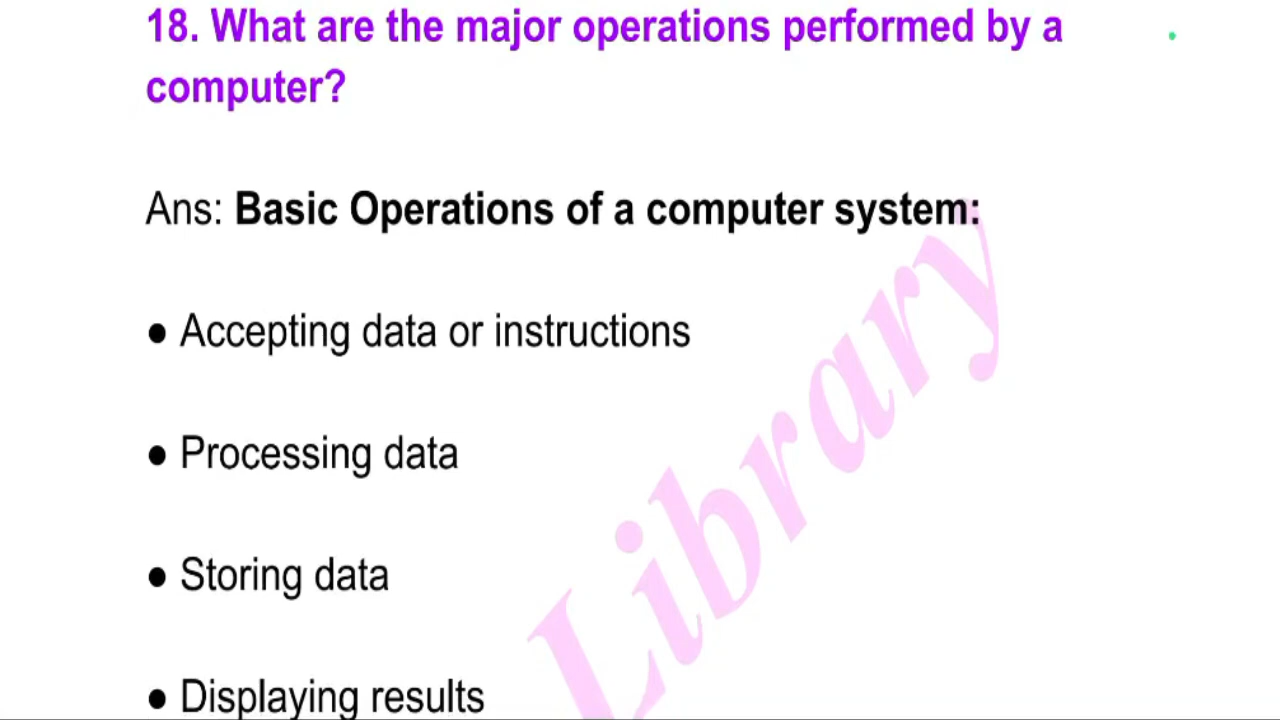 18. What are the major operations performed by a
computer?
Ans: Basic Operations of a computer system:
● Accepting data or instructions
● Processing data
● Storing data
● Displaying results
Library